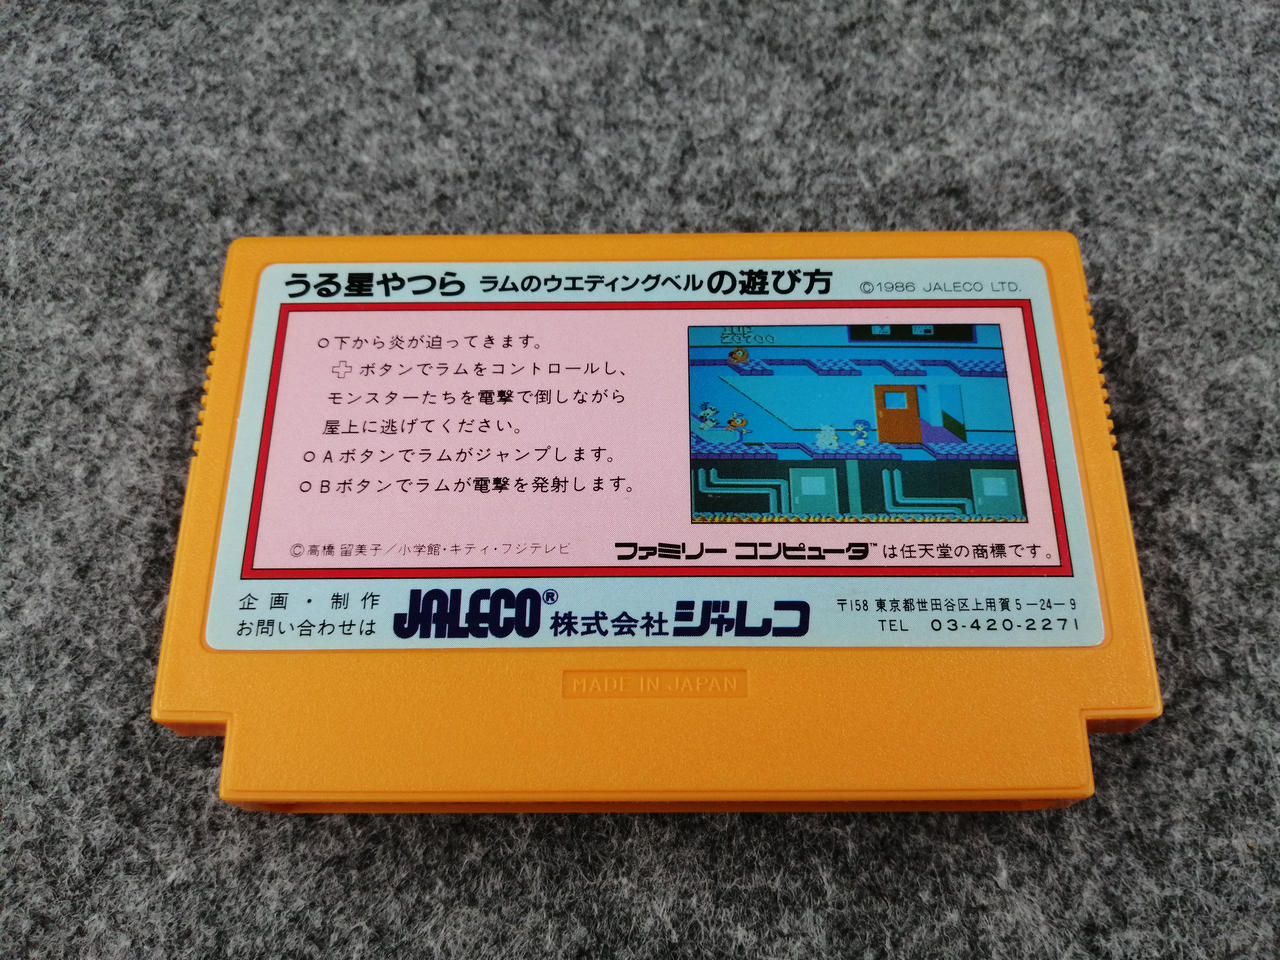 うる星やつら ラムのウエディングベルの遊び方 ©1986 JALECO LTD.
○下から炎が迫ってきます。
ボタンでラムをコントロールし、
モンスターたちを電撃で倒しながら
屋上に逃げてください。
○Aボタンでラムがジャンプします。
○Bボタンでラムが電撃を発射します。
1UP
20700
©高橋留美子/小学館・キティ・フジテレビ
ファミリーコンピュータ™は任天堂の商標です。
企画・制作
お問い合わせは
JALECO® 株式会社ジャレコ
〒158 東京都世田谷区上用賀5-24-9
TEL 03-420-2271
MADE IN JAPAN